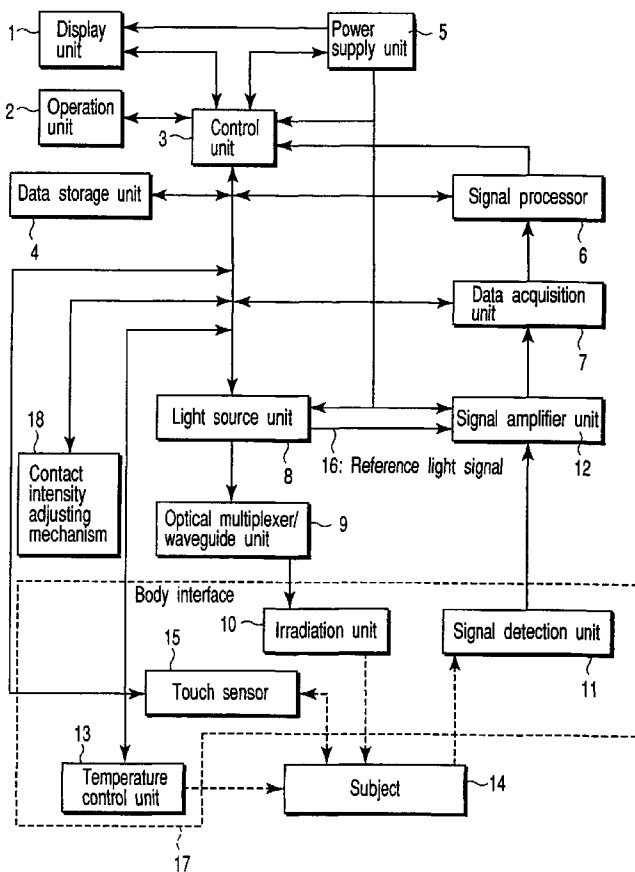 1
Display
unit
Power
supply unit
5
2
Operation
unit
3
Control
unit
Data storage unit
4
Signal processor
6
Data acquisition
unit
7
Light source unit
8
Signal amplifier unit
12
16: Reference light signal
18
Contact
intensity
adjusting
mechanism
Optical multiplexer/
waveguide unit
9
Body interface
10
Irradiation unit
Signal detection unit
11
15
Touch sensor
13
Temperature
control unit
Subject
14
17